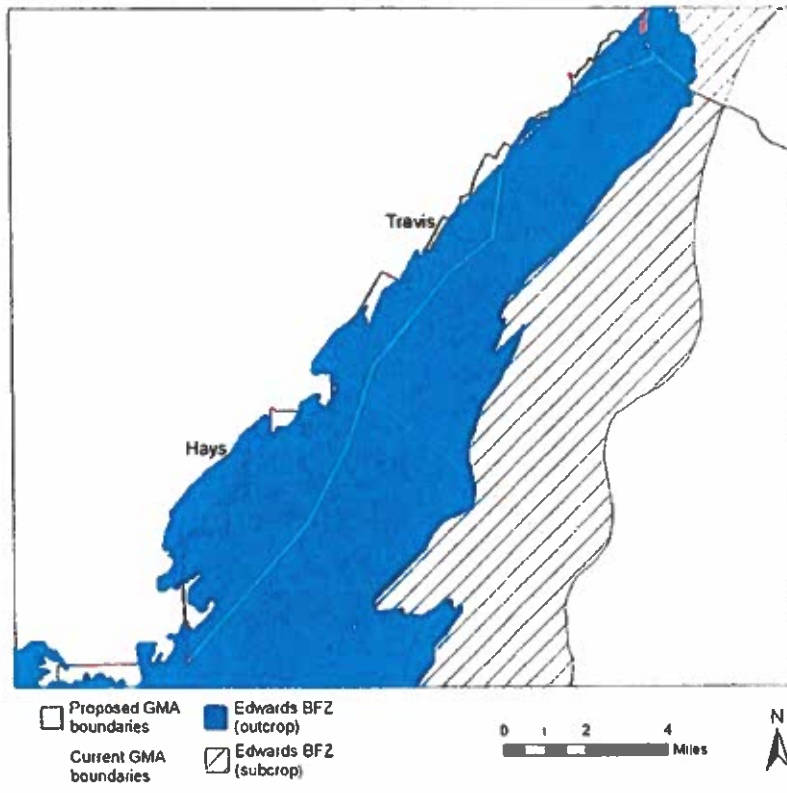 Travis
Hays
Proposed GMA
boundaries
Current GMA
boundaries
Edwards BFZ
(outcrop)
Edwards BFZ
(subcrop)
0 1 2 4
Miles
N